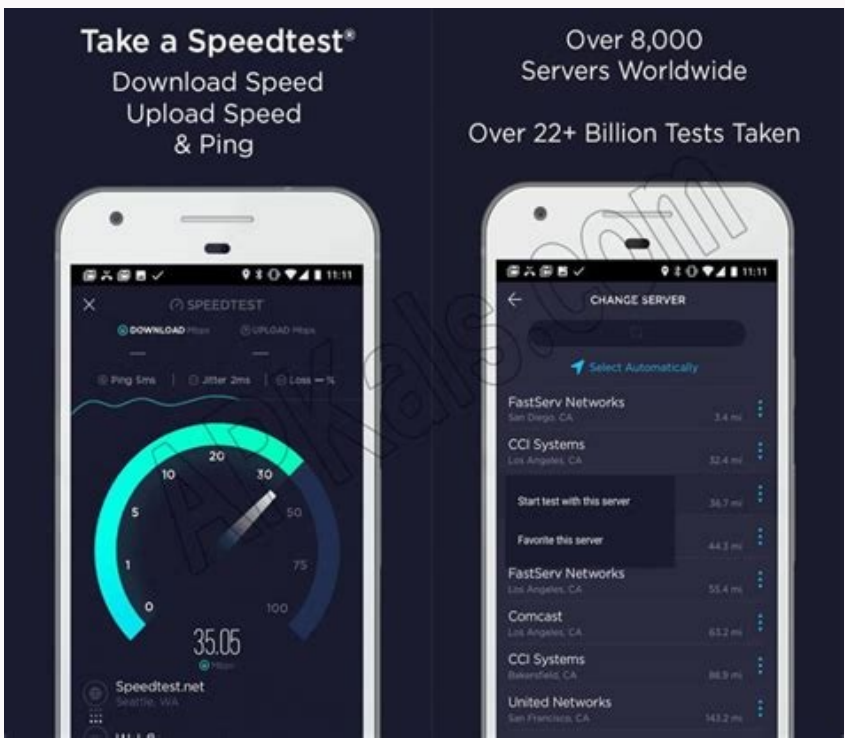 Take a Speedtest®
Download Speed
Upload Speed
& Ping
11:11
SPEEDTEST
DOWNLOAD Mbps
UPLOAD Mbps
Ping 5ms
Jitter 2ms
Loss — %
0
1
5
10
20
30
50
75
100
35.05
Mbps
Speedtest.net
Seattle, WA
Over 8,000
Servers Worldwide
Over 22+ Billion Tests Taken
11:11
CHANGE SERVER
Select Automatically
FastServ Networks
San Diego, CA
3.4 mi
CCI Systems
Los Angeles, CA
32.4 mi
Start test with this server
36.7 mi
Favorite this server
44.3 mi
FastServ Networks
Los Angeles, CA
55.4 mi
Comcast
Los Angeles, CA
63.2 mi
CCI Systems
Bakersfield, CA
86.9 mi
United Networks
San Francisco, CA
143.2 mi
APKals.com